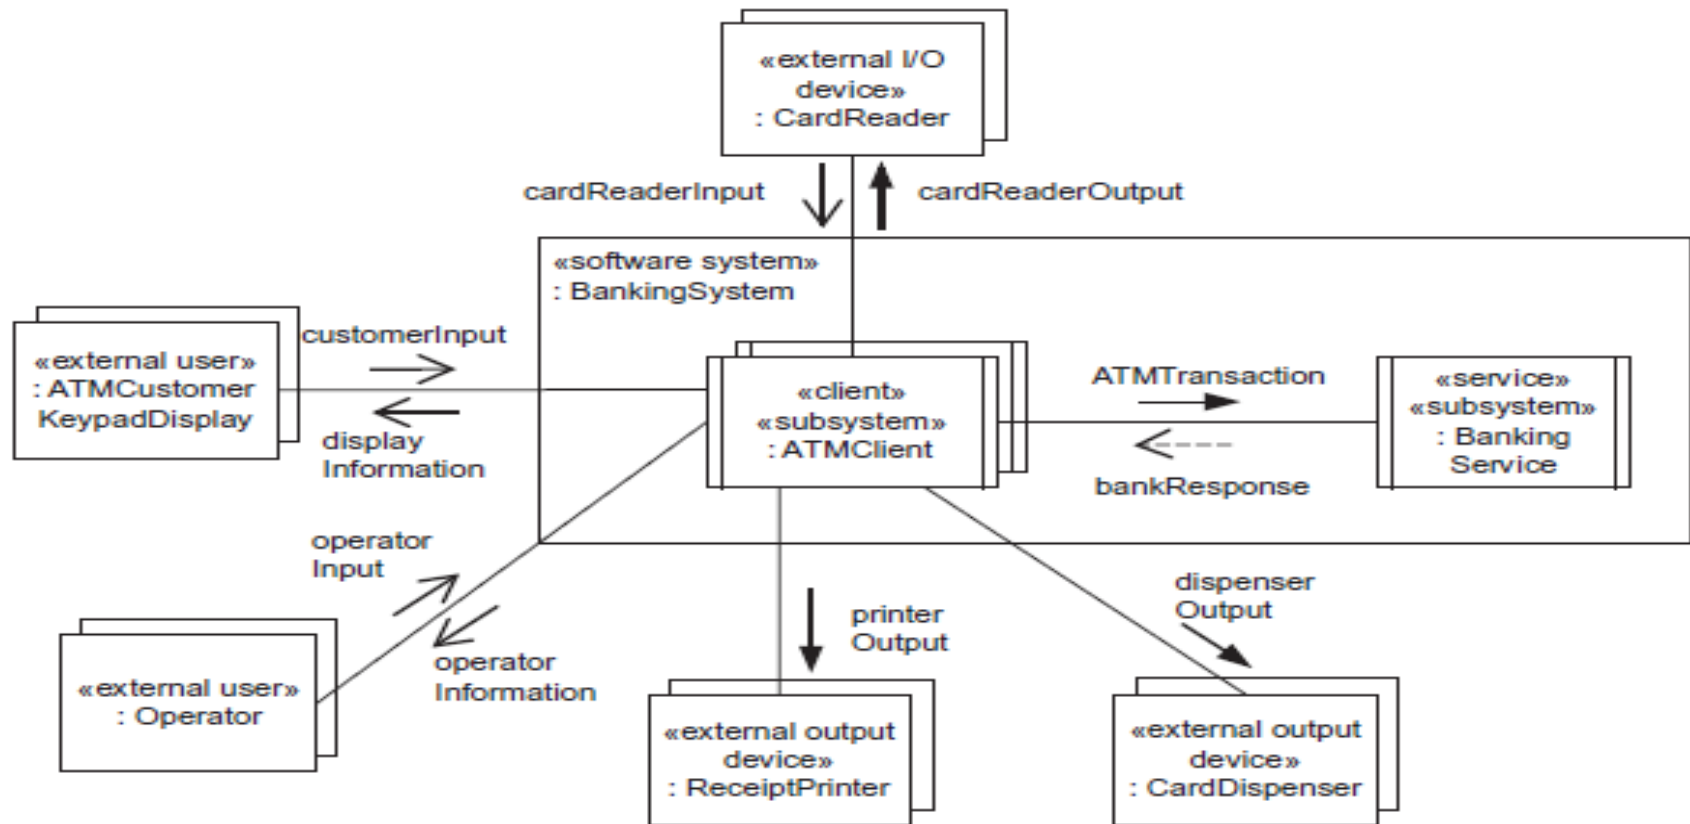 «external I/O
device»
: CardReader
cardReaderInput
cardReaderOutput
«software system»
: BankingSystem
customerInput
«external user»
: ATMCustomer
KeypadDisplay
display
Information
«client»
«subsystem»
: ATMClient
ATMTransaction
bankResponse
«service»
«subsystem»
: Banking
Service
operator
Input
operator
Information
«external user»
: Operator
printer
Output
dispenser
Output
«external output
device»
: ReceiptPrinter
«external output
device»
: CardDispenser